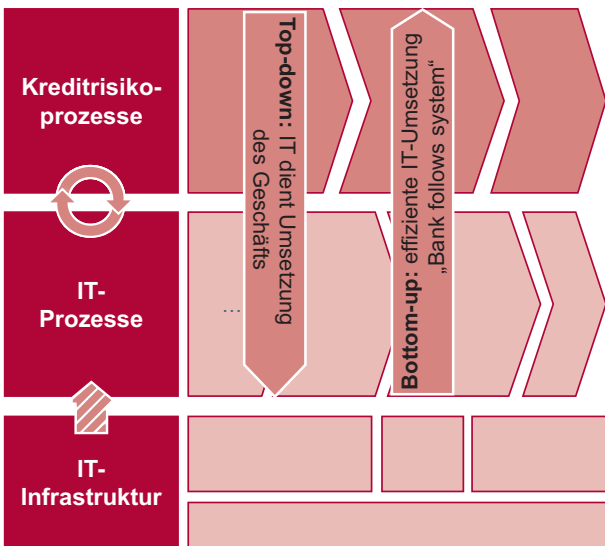 Kreditrisiko-
prozesse
Top-down: IT dient Umsetzung
des Geschäfts
Bottom-up: effiziente IT-Umsetzung
„Bank follows system“
IT-
Prozesse
...
IT-
Infrastruktur